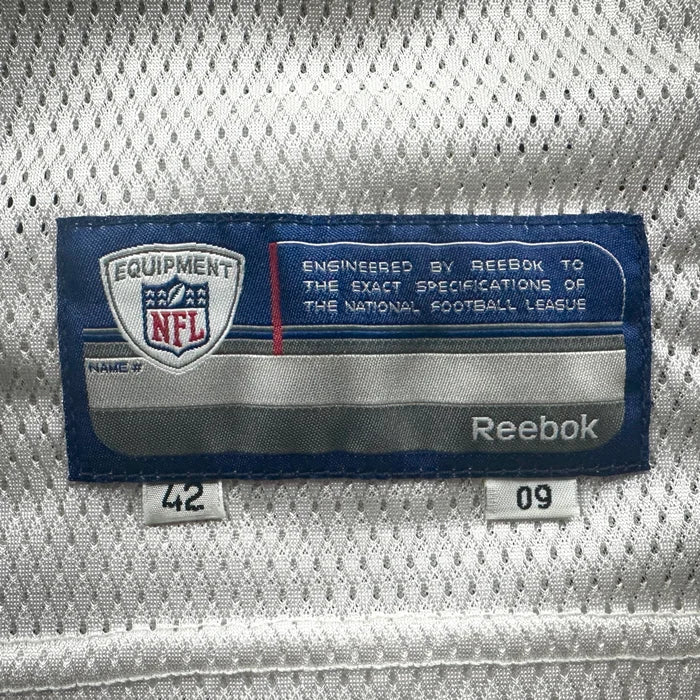 EQUIPMENT
NFL
ENGINEERED BY REEBOK TO
THE EXACT SPECIFICATIONS OF
THE NATIONAL FOOTBALL LEAGUE
NAME #
Reebok
42
09